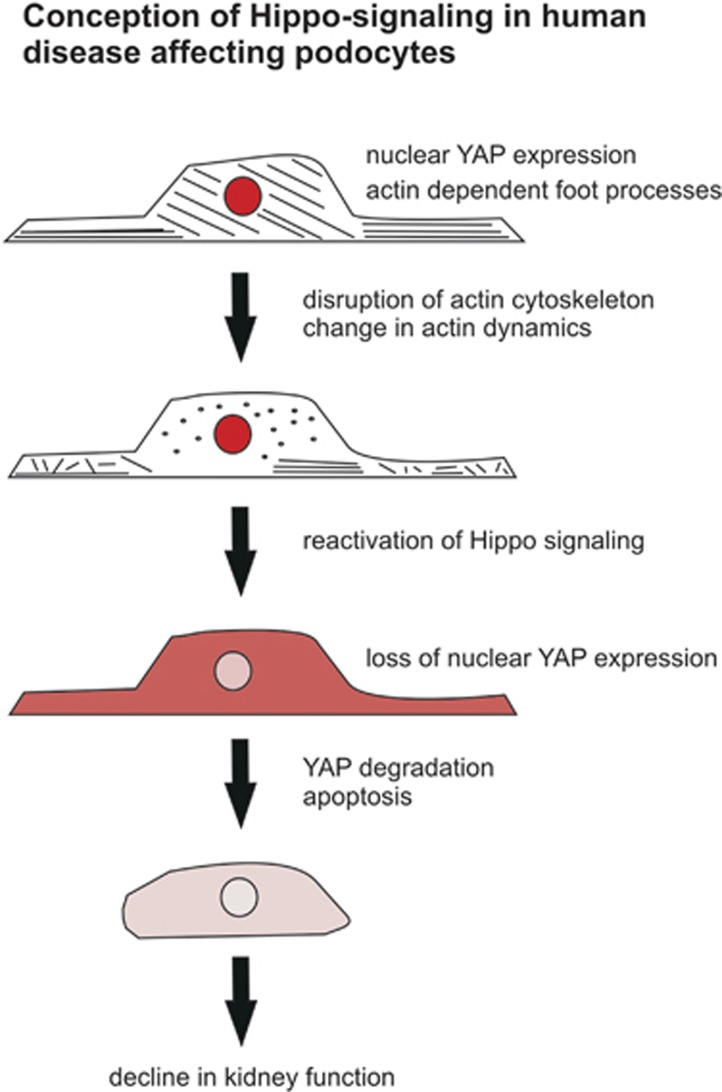 Conception of Hippo-signaling in human
disease affecting podocytes
nuclear YAP expression
actin dependent foot processes
disruption of actin cytoskeleton
change in actin dynamics
reactivation of Hippo signaling
loss of nuclear YAP expression
YAP degradation
apoptosis
decline in kidney function